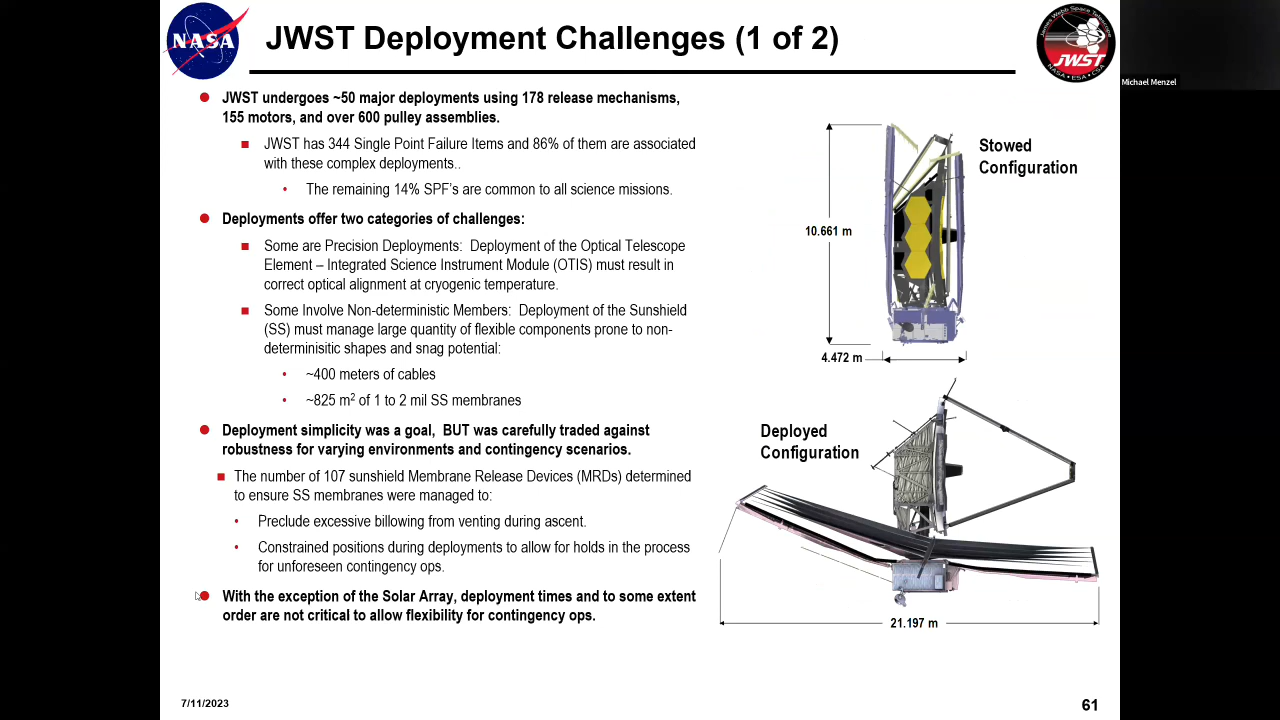 NASA
JWST Deployment Challenges (1 of 2)
James Webb Space Telescope
JWST
NASA • ESA • CSA
Michael Menzel
JWST undergoes ~50 major deployments using 178 release mechanisms,
155 motors, and over 600 pulley assemblies.
JWST has 344 Single Point Failure Items and 86% of them are associated
with these complex deployments..
The remaining 14% SPF's are common to all science missions.
Deployments offer two categories of challenges:
Some are Precision Deployments: Deployment of the Optical Telescope
Element – Integrated Science Instrument Module (OTIS) must result in
correct optical alignment at cryogenic temperature.
Some Involve Non-deterministic Members: Deployment of the Sunshield
(SS) must manage large quantity of flexible components prone to non-
determinisitic shapes and snag potential:
~400 meters of cables
~825 m2 of 1 to 2 mil SS membranes
Deployment simplicity was a goal, BUT was carefully traded against
robustness for varying environments and contingency scenarios.
The number of 107 sunshield Membrane Release Devices (MRDs) determined
to ensure SS membranes were managed to:
Preclude excessive billowing from venting during ascent.
Constrained positions during deployments to allow for holds in the process
for unforeseen contingency ops.
With the exception of the Solar Array, deployment times and to some extent
order are not critical to allow flexibility for contingency ops.
Stowed
Configuration
10.661 m
4.472 m
Deployed
Configuration
21.197 m
7/11/2023
61